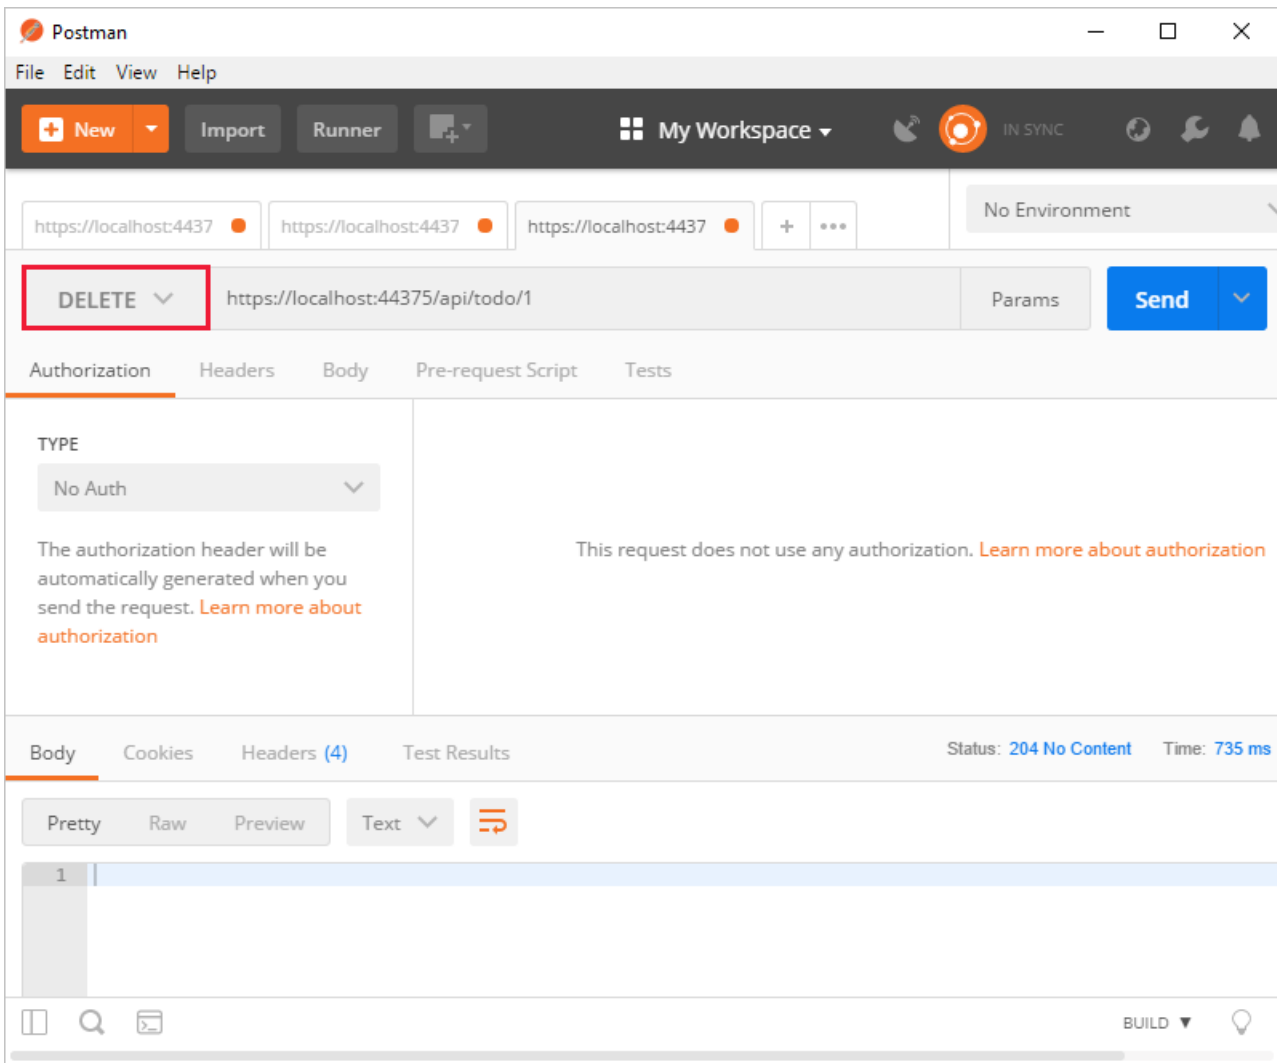 Postman
File Edit View Help
New Import Runner My Workspace IN SYNC
https://localhost:4437 https://localhost:4437 https://localhost:4437 + ••• No Environment
DELETE https://localhost:44375/api/todo/1 Params Send
Authorization Headers Body Pre-request Script Tests
TYPE
No Auth
The authorization header will be
automatically generated when you
send the request. Learn more about
authorization
This request does not use any authorization. Learn more about authorization
Body Cookies Headers (4) Test Results Status: 204 No Content Time: 735 ms
Pretty Raw Preview Text
1
BUILD